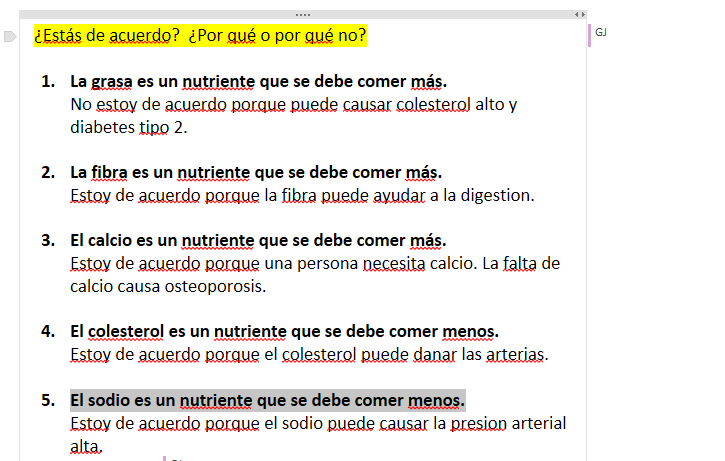 ¿Estás de acuerdo?  ¿Por qué o por qué no?
GJ
1. La grasa es un nutriente que se debe comer más.
No estoy de acuerdo porque puede causar colesterol alto y
diabetes tipo 2.
2. La fibra es un nutriente que se debe comer más.
Estoy de acuerdo porque la fibra puede ayudar a la digestion.
3. El calcio es un nutriente que se debe comer más.
Estoy de acuerdo porque una persona necesita calcio. La falta de
calcio causa osteoporosis.
4. El colesterol es un nutriente que se debe comer menos.
Estoy de acuerdo porque el colesterol puede danar las arterias.
5. El sodio es un nutriente que se debe comer menos.
Estoy de acuerdo porque el sodio puede causar la presion arterial
alta.